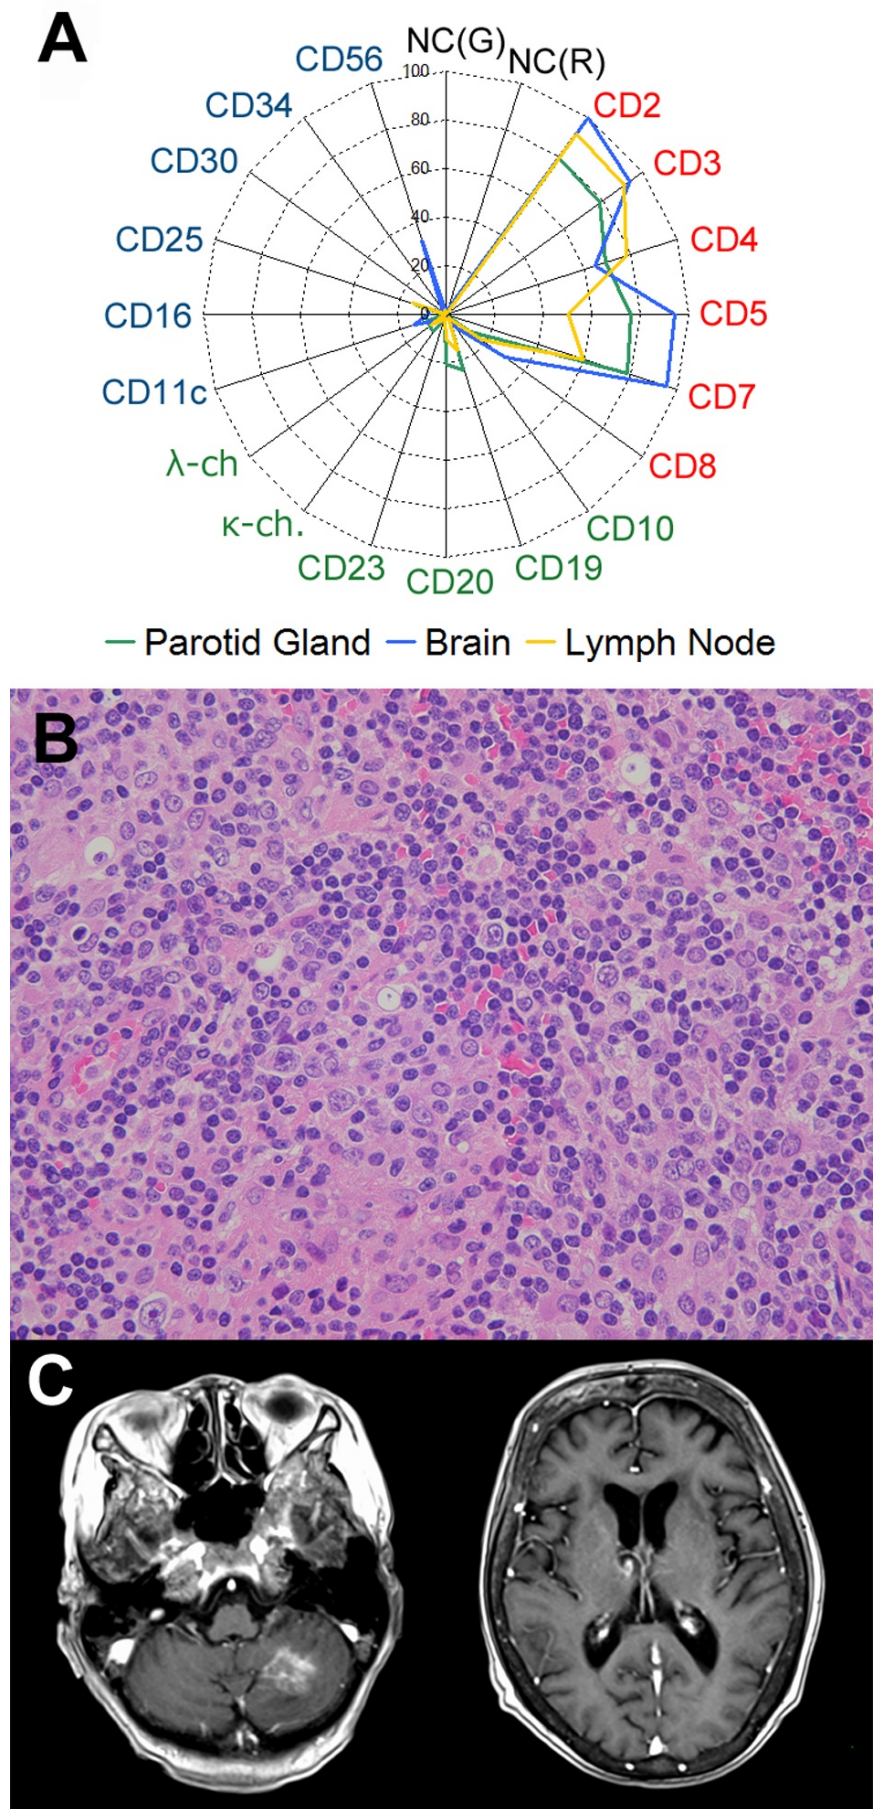 A
NC(G)
NC(R)
CD2
CD3
CD4
CD5
CD7
CD8
CD10
CD19
CD20
CD23
κ-ch.
λ-ch
CD11c
CD16
CD25
CD30
CD34
CD56
100
80
60
40
20
0
Parotid Gland Brain Lymph Node
B
C